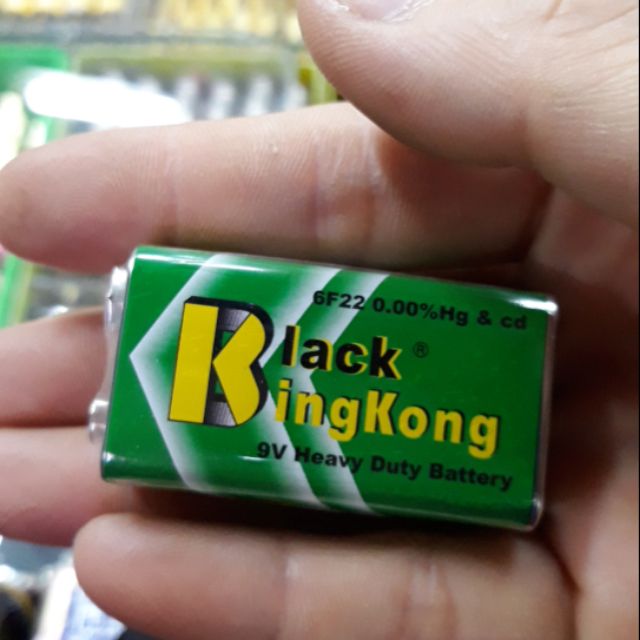 6F22 0.00%Hg & cd
Black ®
KingKong
9V Heavy Duty Battery